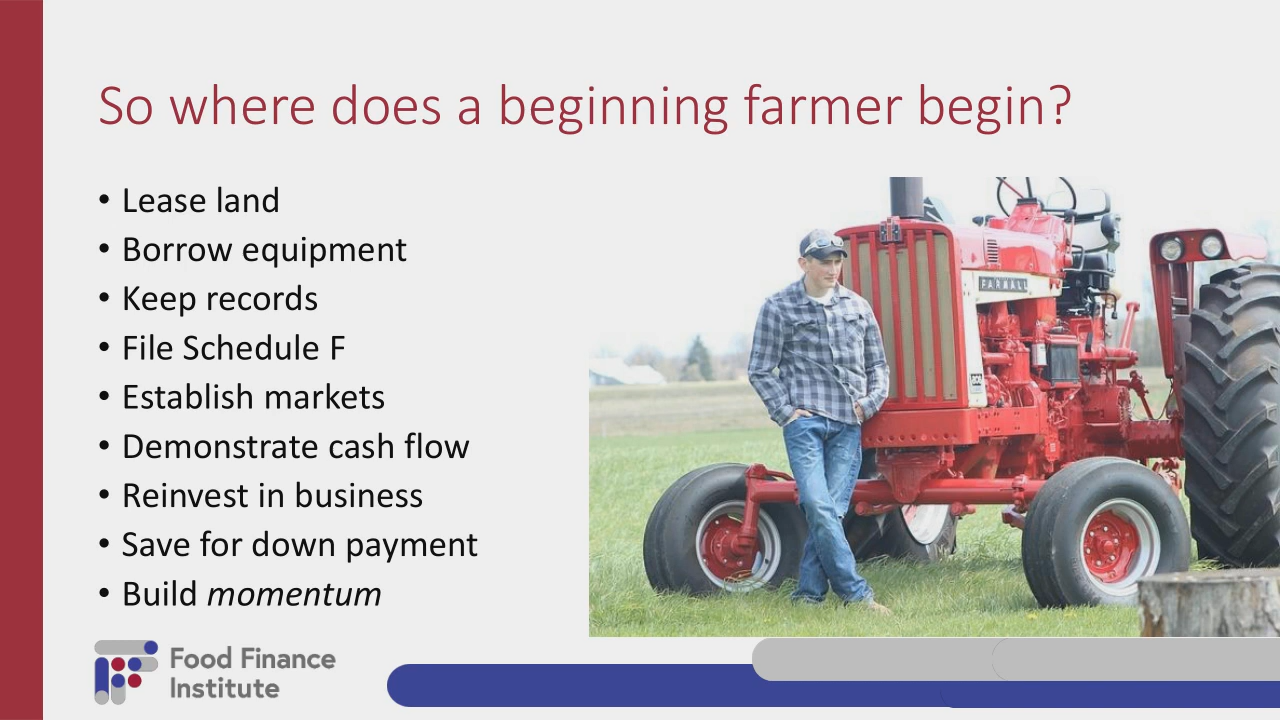 So where does a beginning farmer begin?
• Lease land
• Borrow equipment
• Keep records
• File Schedule F
• Establish markets
• Demonstrate cash flow
• Reinvest in business
• Save for down payment
• Build momentum
FARMALL
Food Finance
Institute